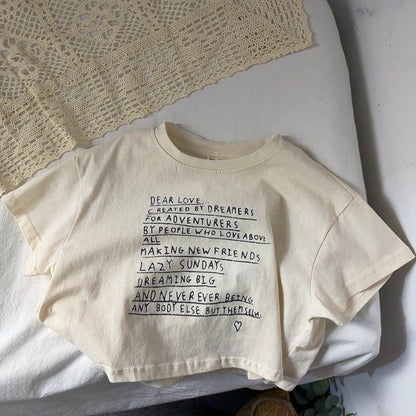 DEAR LOVE
CREATED BY DREAMERS
FOR ADVENTURERS
BY PEOPLE WHO LOVE ABOVE
ALL
MAKING NEW FRIENDS
LAZY SUNDAYS
DREAMING BIG
AND NEVER EVER BEING
ANY BODY ELSE BUT THEMSELVS.